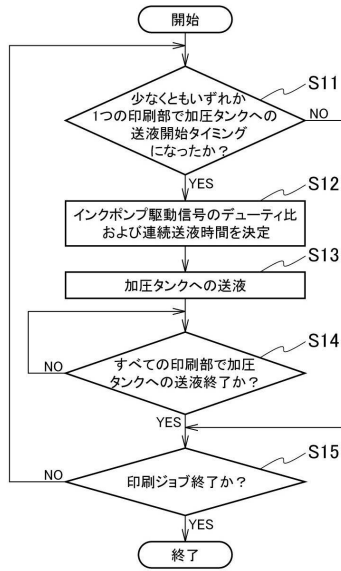 開始
S11
少なくともいずれか
1つの印刷部で加圧タンクへの
送液開始タイミング
になったか？
NO
YES
S12
インクポンプ駆動信号のデューティ比
および連続送液時間を決定
S13
加圧タンクへの送液
S14
すべての印刷部で加圧
タンクへの送液終了か？
NO
YES
S15
印刷ジョブ終了か？
NO
YES
終了